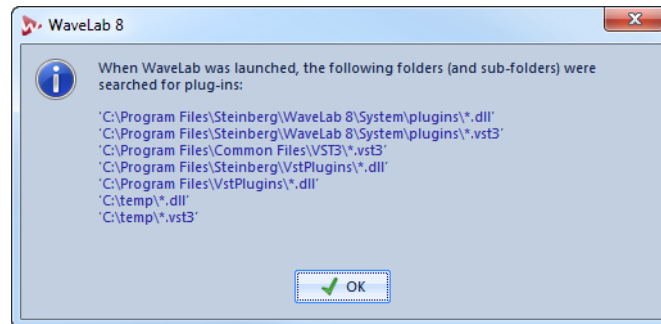 WaveLab 8
When WaveLab was launched, the following folders (and sub-folders) were
searched for plug-ins:
'C:\Program Files\Steinberg\WaveLab 8\System\plugins\*.dll'
'C:\Program Files\Steinberg\WaveLab 8\System\plugins\*.vst3'
'C:\Program Files\Common Files\VST3\*.vst3'
'C:\Program Files\Steinberg\VstPlugins\*.dll'
'C:\Program Files\VstPlugins\*.dll'
'C:\temp\*.dll'
'C:\temp\*.vst3'
OK